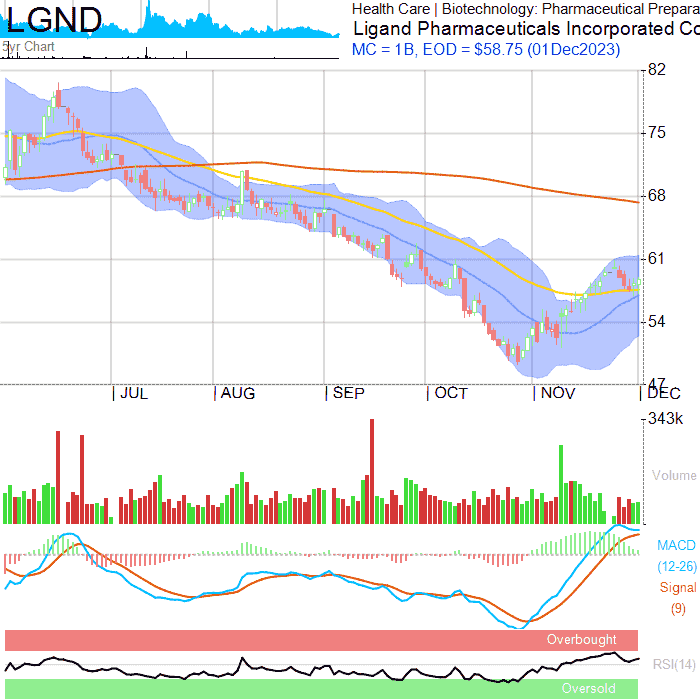 LGND
5yr Chart
Health Care | Biotechnology: Pharmaceutical Prepara
Ligand Pharmaceuticals Incorporated Co
MC = 1B, EOD = $58.75 (01Dec2023)
82
75
68
61
54
47
JUL AUG SEP OCT NOV DEC
343k
Volume
MACD
(12-26)
Signal
(9)
Overbought
RSI(14)
Oversold